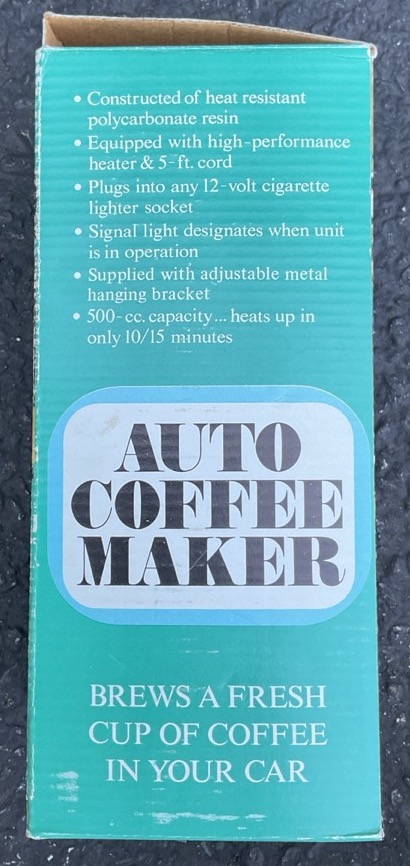 • Constructed of heat resistant
polycarbonate resin
• Equipped with high-performance
heater & 5-ft. cord
• Plugs into any 12-volt cigarette
lighter socket
• Signal light designates when unit
is in operation
• Supplied with adjustable metal
hanging bracket
• 500-cc. capacity... heats up in
only 10/15 minutes
AUTO
COFFEE
MAKER
BREWS A FRESH
CUP OF COFFEE
IN YOUR CAR